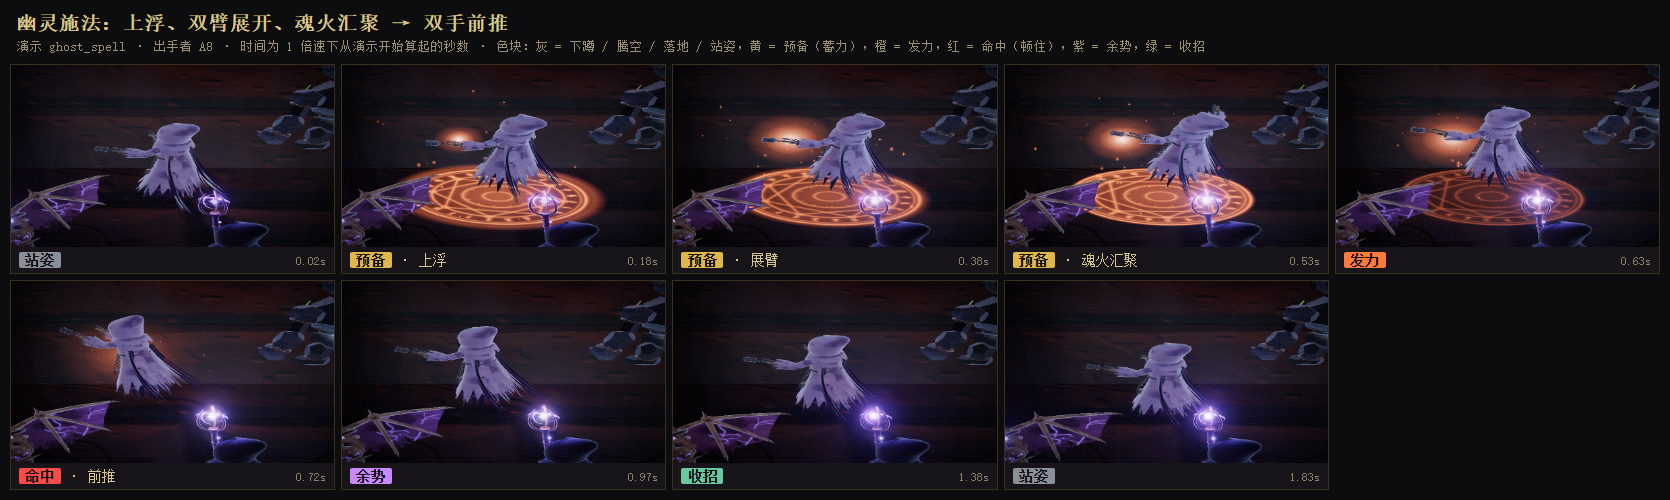 幽灵施法：上浮、双臂展开、魂火汇聚 → 双手前推
演示 ghost_spell · 出手者 A8 · 时间为 1 倍速下从演示开始算起的秒数 · 色块：灰 = 下蹲 / 腾空 / 落地 / 站姿，黄 = 预备（蓄力），橙 = 发力，红 = 命中（顿住），紫 = 余势，绿 = 收招
站姿 0.02s
预备 · 上浮 0.18s
预备 · 展臂 0.38s
预备 · 魂火汇聚 0.53s
发力 0.63s
命中 · 前推 0.72s
余势 0.97s
收招 1.38s
站姿 1.83s